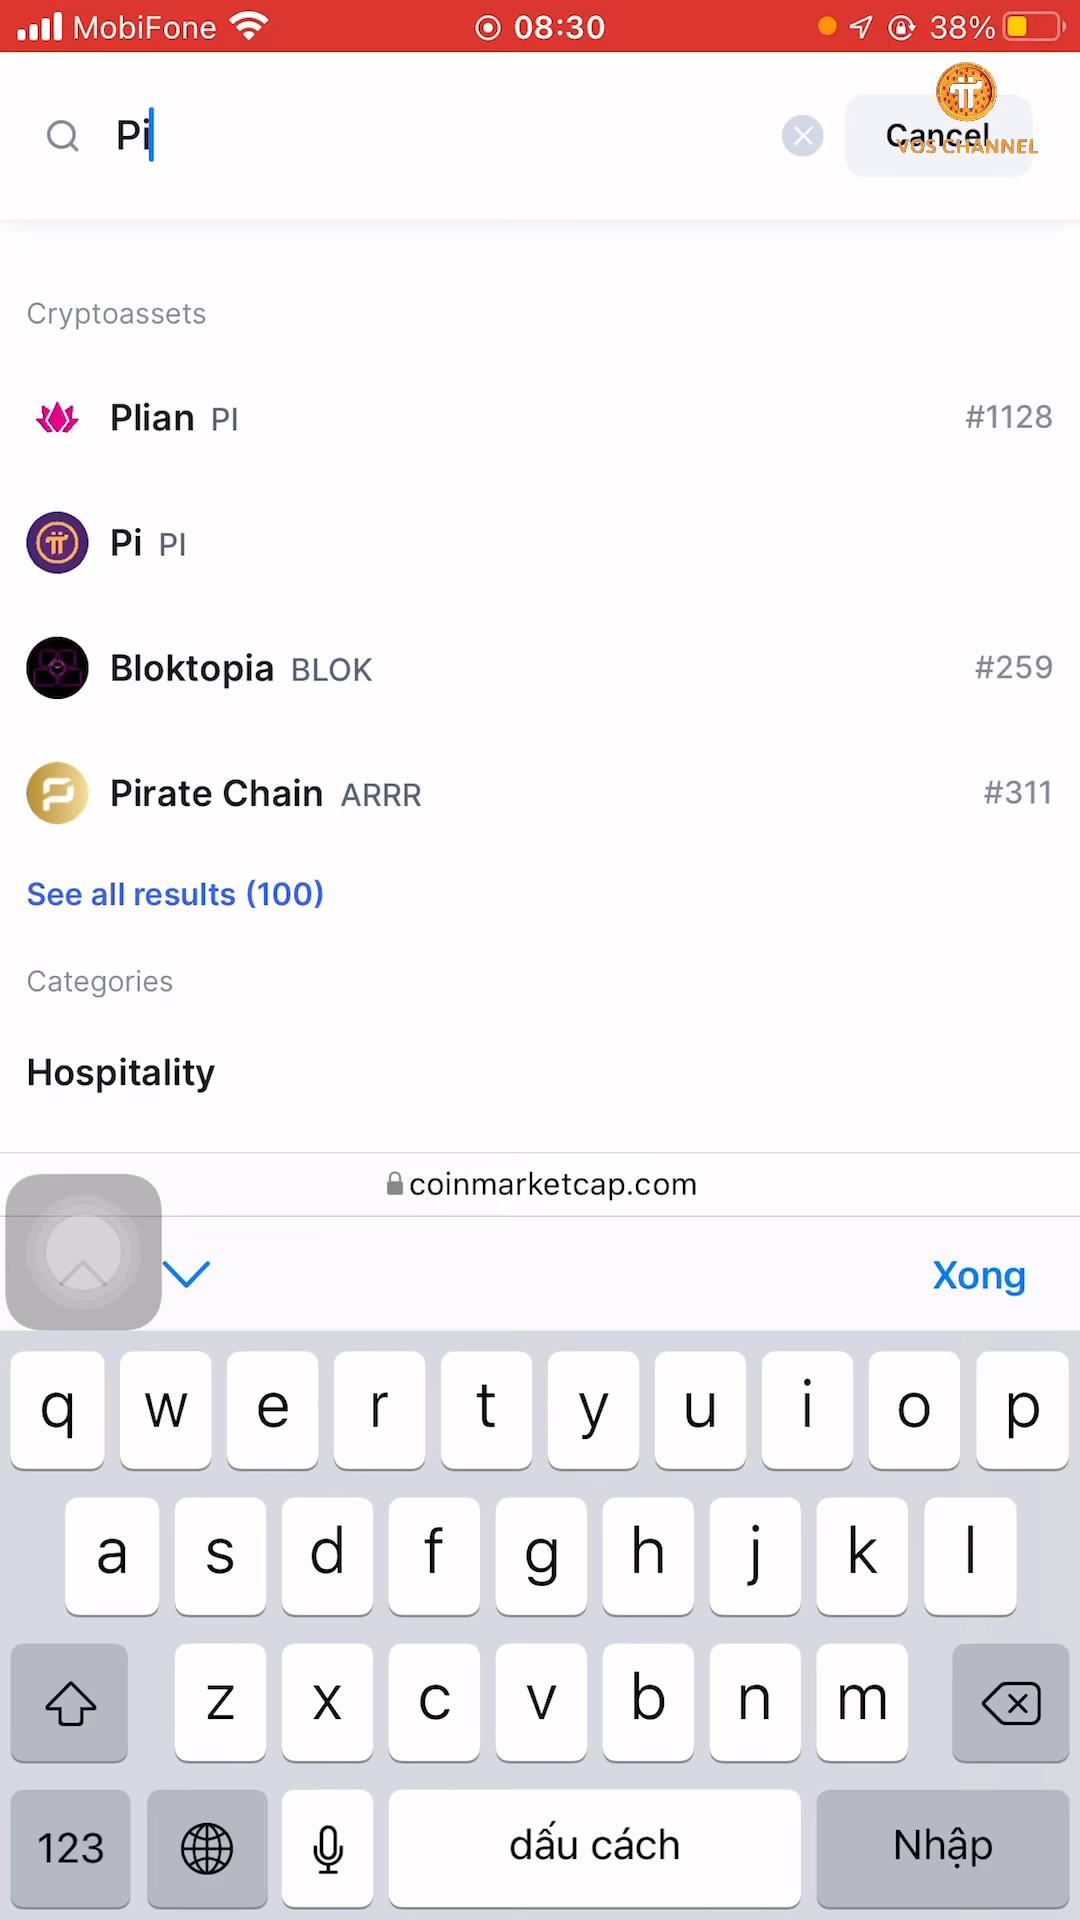 MobiFone 08:30 38%
Pi
Cancel
VOS CHANNEL
Cryptoassets
Plian PI #1128
Pi PI
Bloktopia BLOK #259
Pirate Chain ARRR #311
See all results (100)
Categories
Hospitality
coinmarketcap.com
Xong
q w e r t y u i o p
a s d f g h j k l
z x c v b n m
123 dấu cách Nhập